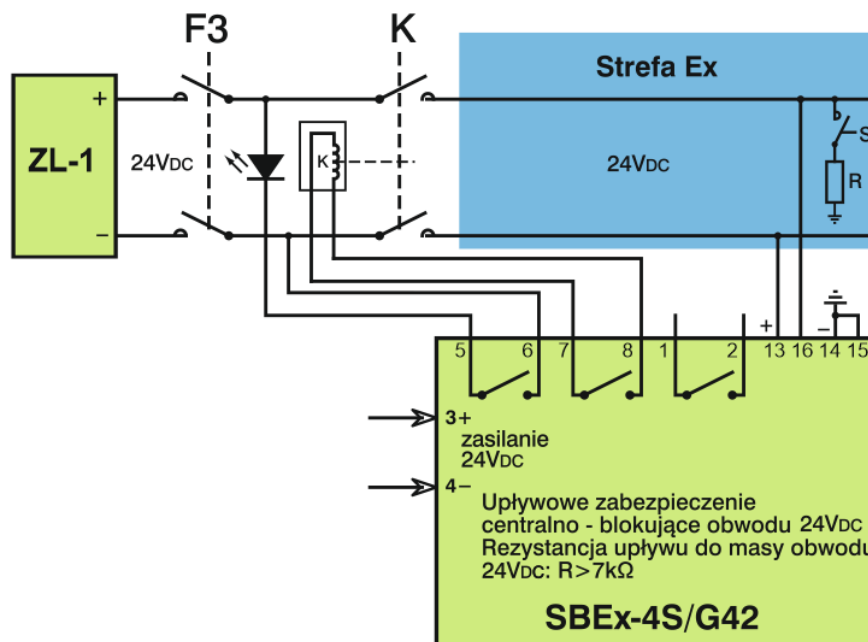 F3 K
Strefa Ex
+
ZL-1
24VDC
K
24VDC
S
R
−
+
−
5 6 7 8 1 2 13 16 14 15
3+
zasilanie
24VDC
4−
Upływowe zabezpieczenie
centralno - blokujące obwodu 24VDC
Rezystancja upływu do masy obwodu
24VDC: R>7kΩ
SBEx-4S/G42